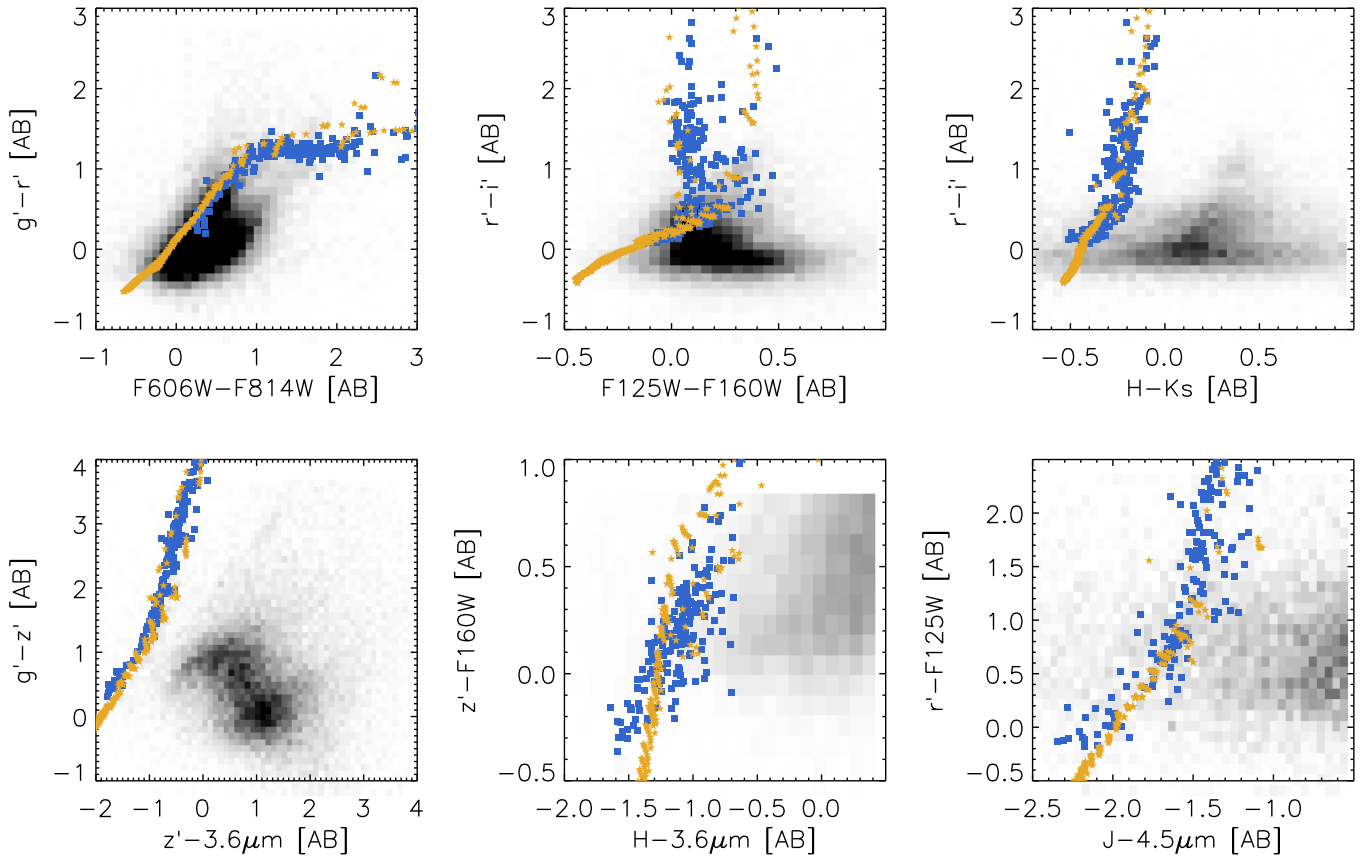 3
2
1
0
−1
g'−r' [AB]
−1 0 1 2 3
F606W−F814W [AB]
3
2
1
0
−1
r'−i' [AB]
−0.5 0.0 0.5
F125W−F160W [AB]
3
2
1
0
−1
r'−i' [AB]
−0.5 0.0 0.5
H−Ks [AB]
4
3
2
1
0
−1
g'−z' [AB]
−2 −1 0 1 2 3 4
z'−3.6μm [AB]
1.0
0.5
0.0
−0.5
z'−F160W [AB]
−2.0 −1.5 −1.0 −0.5 0.0
H−3.6μm [AB]
2.0
1.5
1.0
0.5
0.0
−0.5
r'−F125W [AB]
−2.5 −2.0 −1.5 −1.0
J−4.5μm [AB]